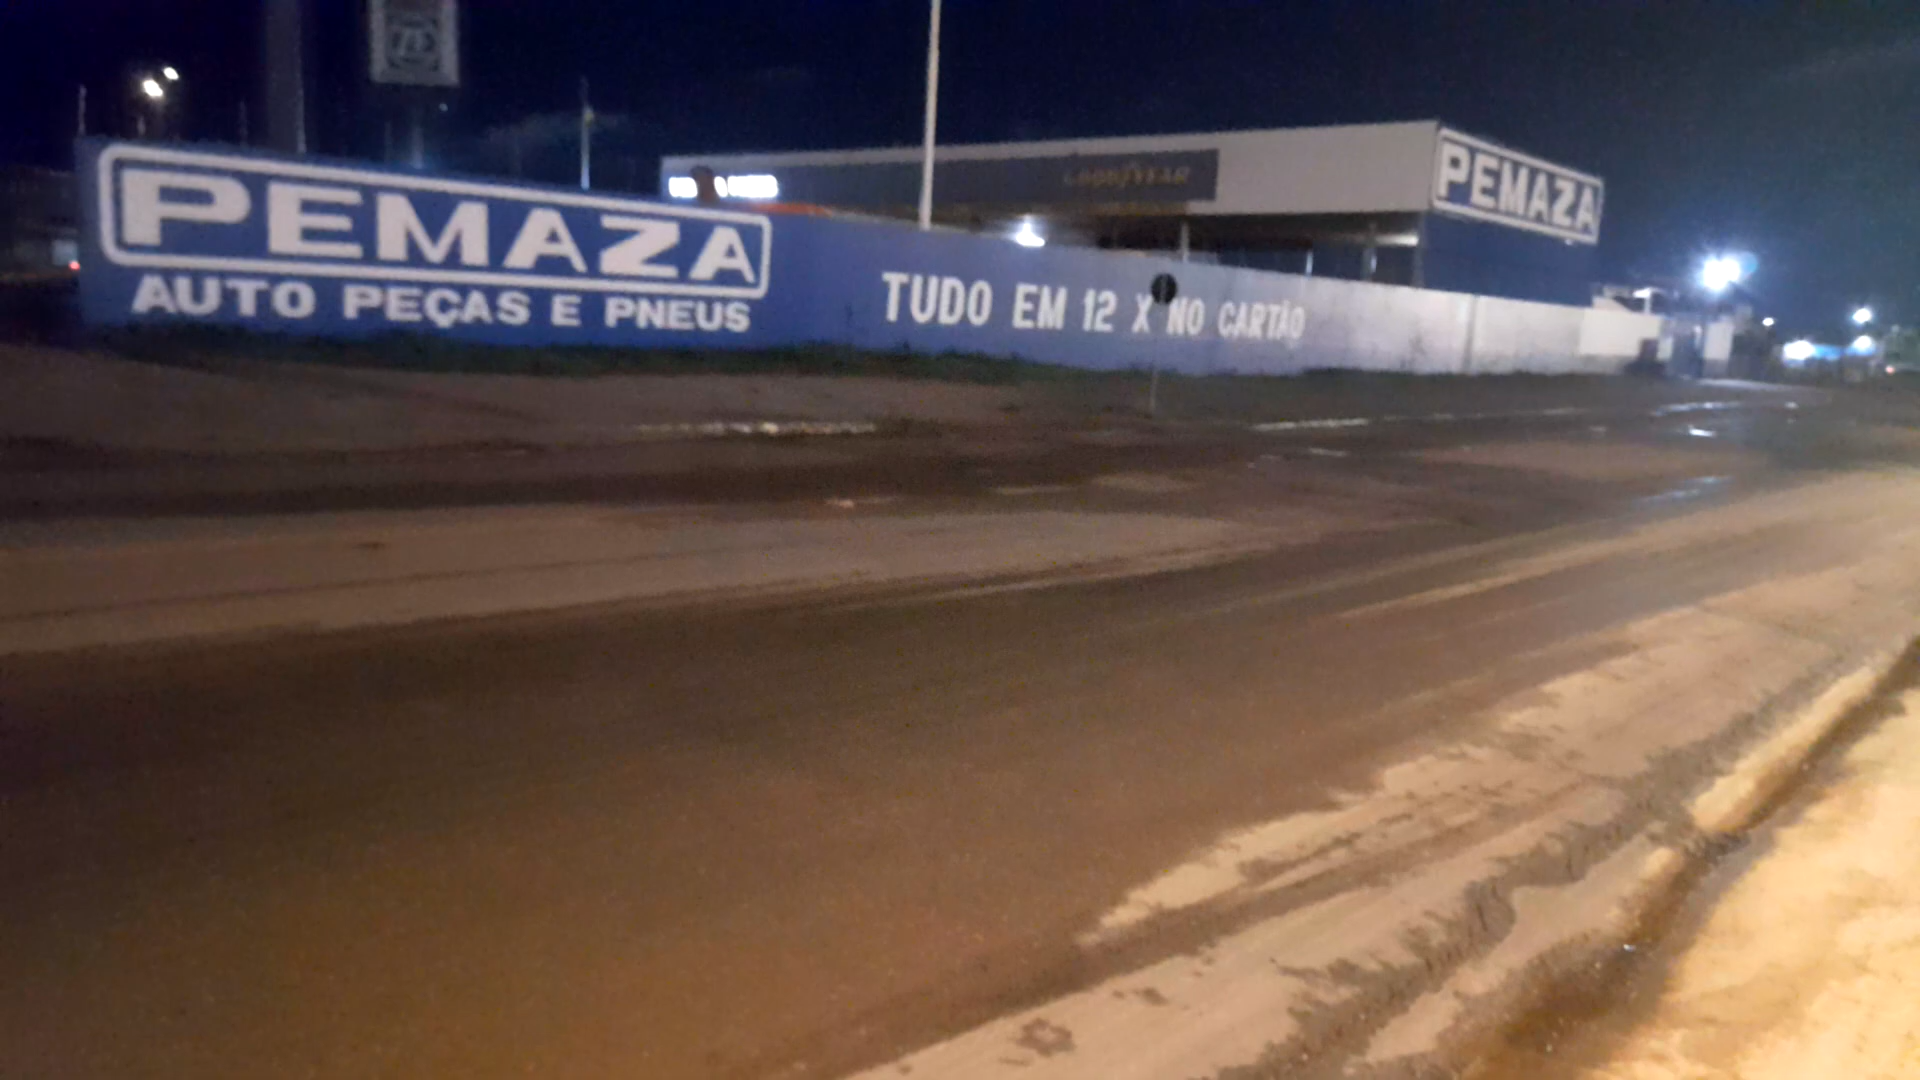 PEMAZA
AUTO PEÇAS E PNEUS
TUDO EM 12 X NO CARTÃO
GOODYEAR
PEMAZA